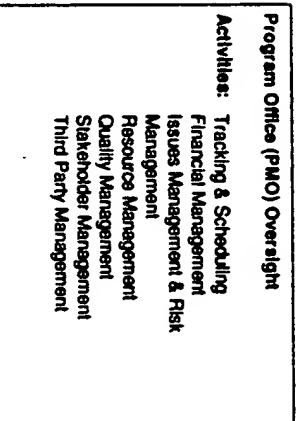 Program Office (PMO) Oversight
Activities: Tracking & Scheduling
Financial Management
Issues Management & Risk
Management
Resource Management
Quality Management
Stakeholder Management
Third Party Management